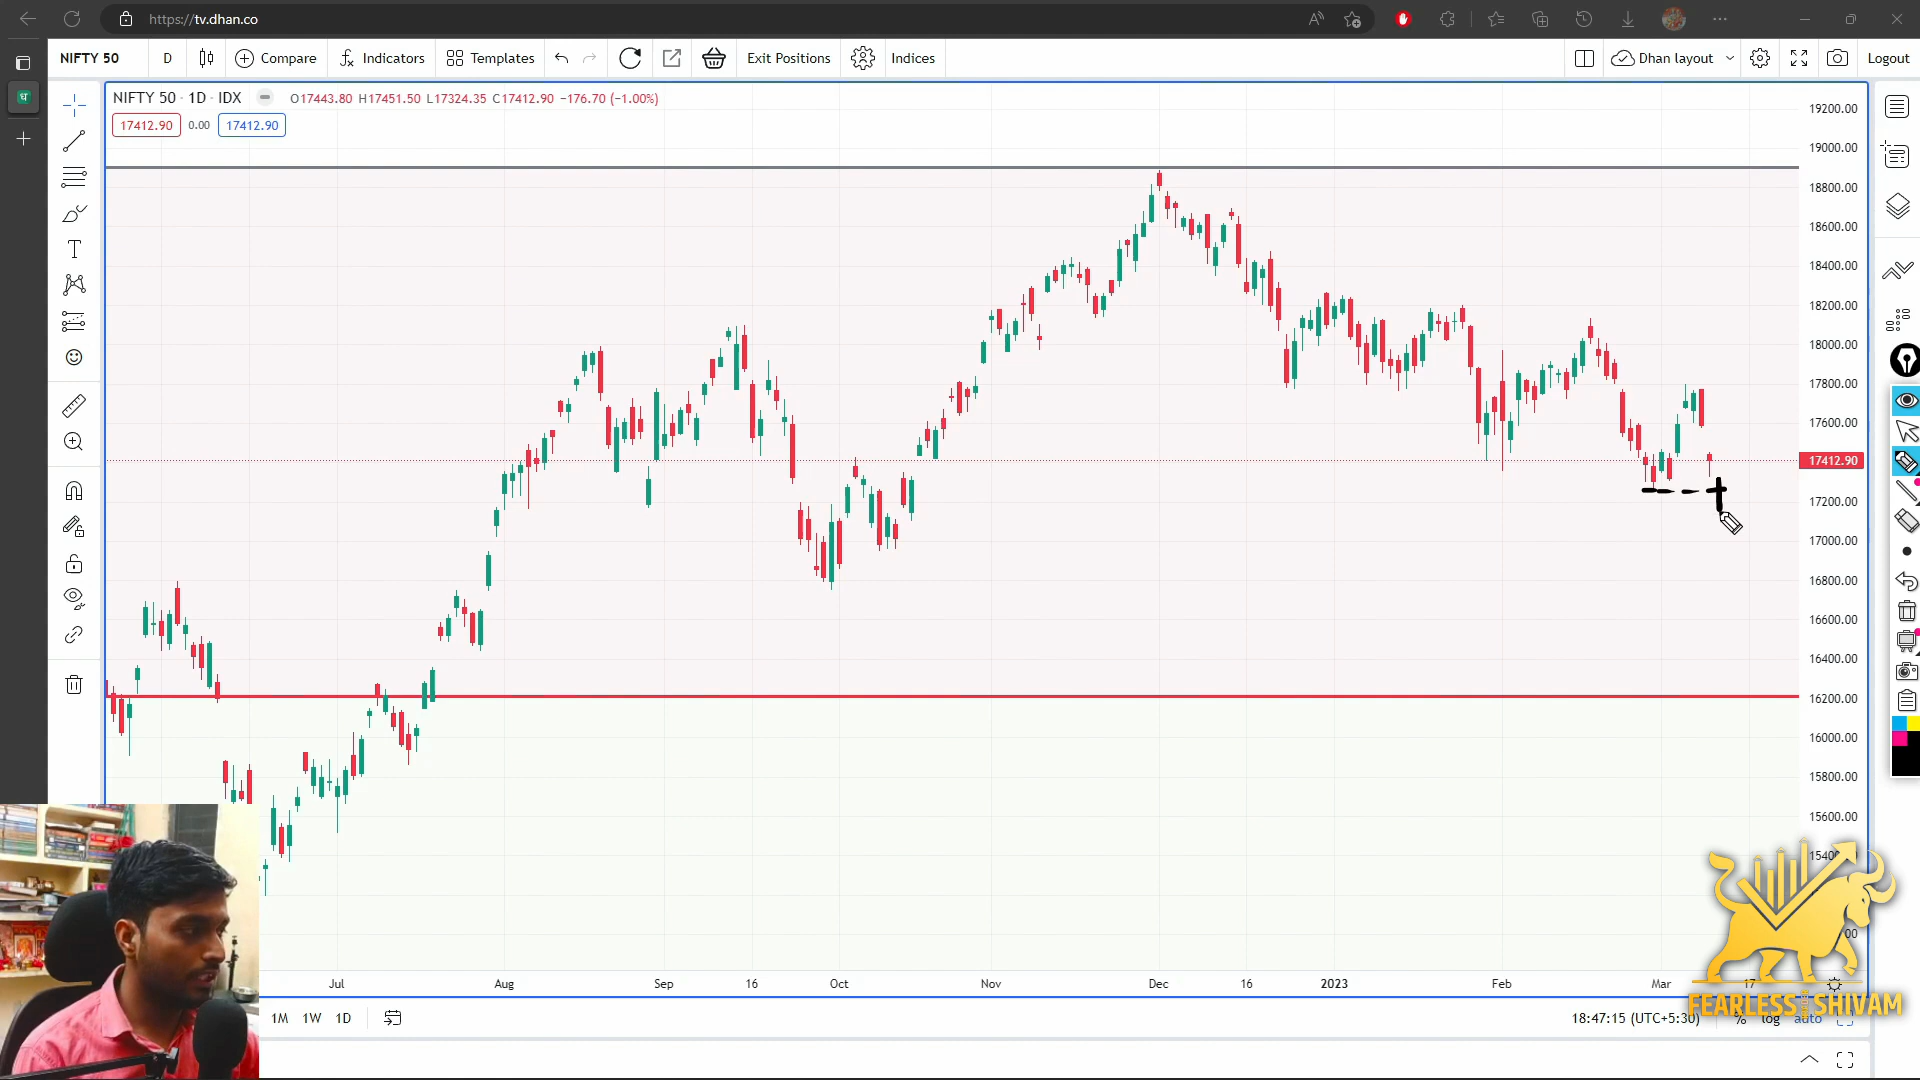 https://tv.dhan.co
NIFTY 50
D
Compare
Indicators
Templates
Exit Positions
Indices
Dhan layout
Logout
NIFTY 50 · 1D · IDX
O17443.80 H17451.50 L17324.35 C17412.90 −176.70 (−1.00%)
17412.90
0.00
17412.90
19200.00
19000.00
18800.00
18600.00
18400.00
18200.00
18000.00
17800.00
17600.00
17412.90
17200.00
17000.00
16800.00
16600.00
16400.00
16200.00
16000.00
15800.00
15600.00
Jul
Aug
Sep
16
Oct
Nov
Dec
16
2023
Feb
Mar
17
FEARLESS SHIVAM
1M
1W
1D
18:47:15 (UTC+5:30)
%
log
auto